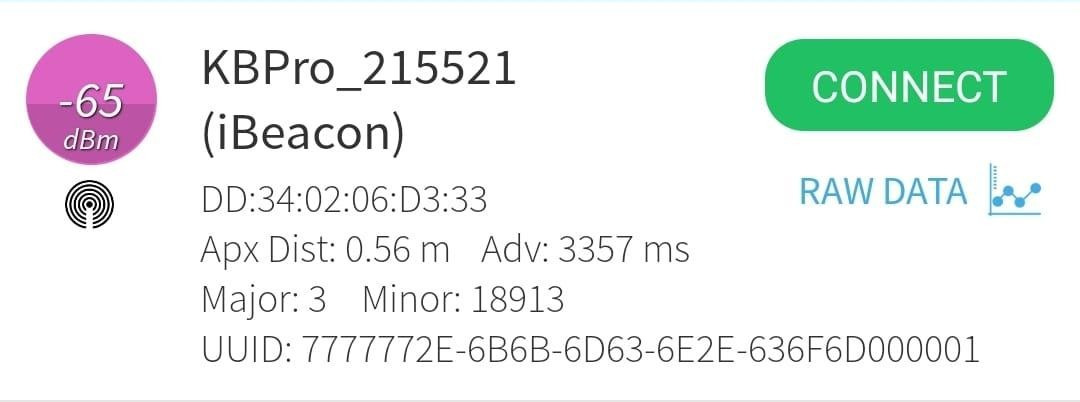 -65
dBm
KBPro_215521
(iBeacon)
CONNECT
DD:34:02:06:D3:33
RAW DATA
Apx Dist: 0.56 m Adv: 3357 ms
Major: 3 Minor: 18913
UUID: 7777772E-6B6B-6D63-6E2E-636F6D000001